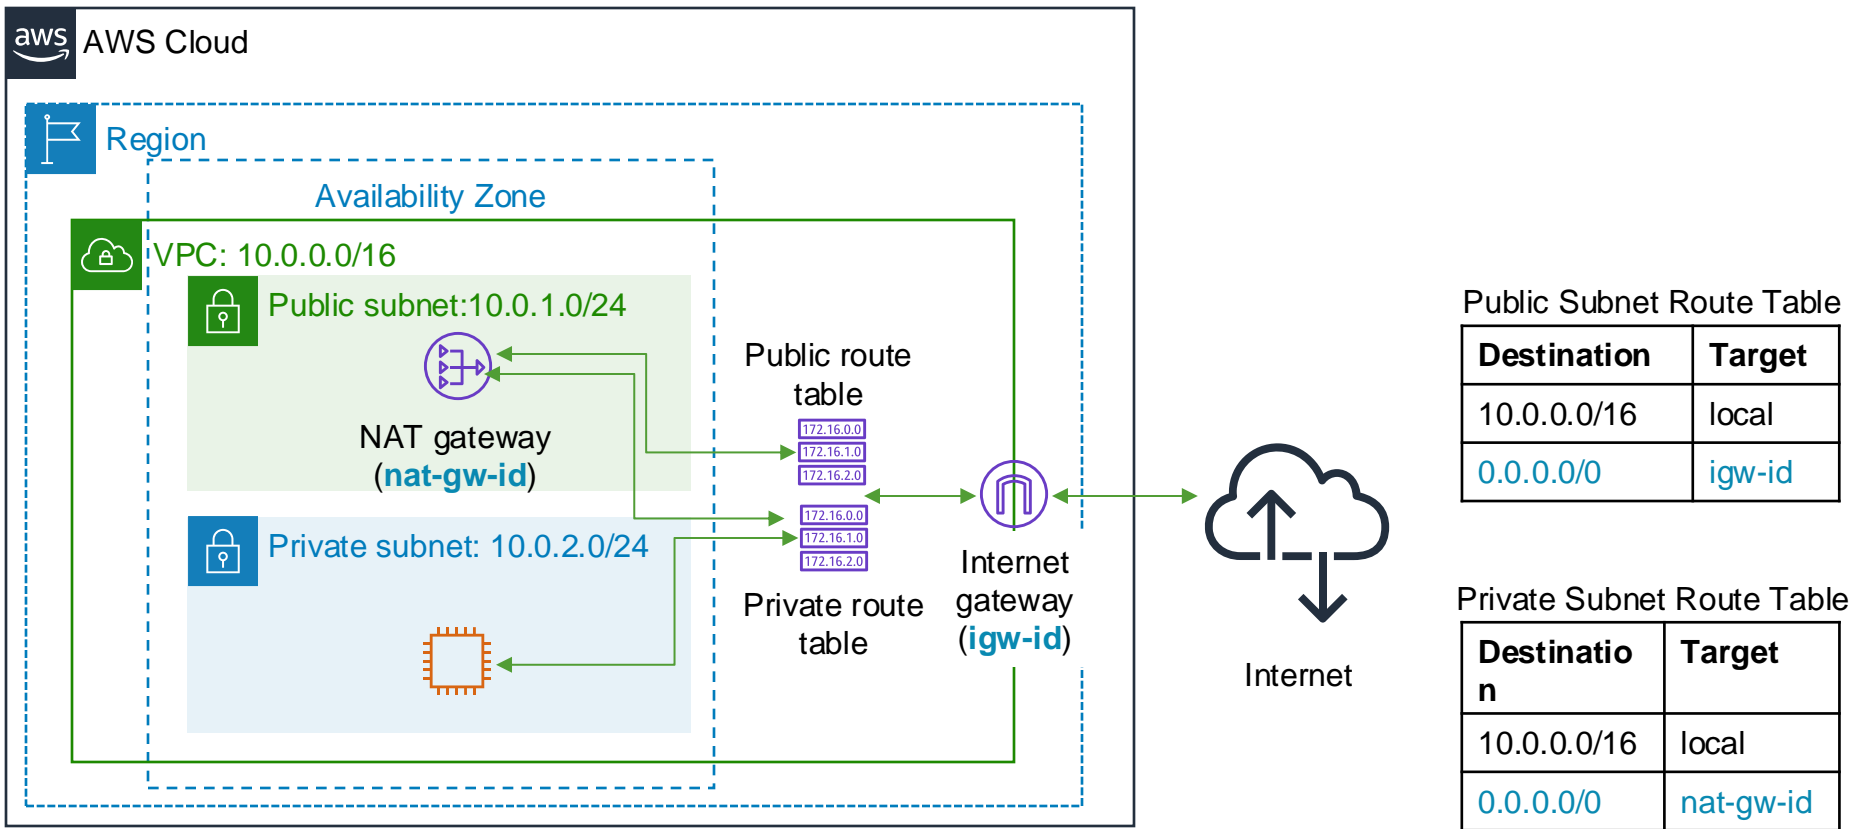 aws
AWS Cloud
Region
Availability Zone
VPC: 10.0.0.0/16
Public subnet:10.0.1.0/24
NAT gateway
(nat-gw-id)
Private subnet: 10.0.2.0/24
Public route
table
172.16.0.0
172.16.1.0
172.16.2.0
172.16.0.0
172.16.1.0
172.16.2.0
Private route
table
Internet
gateway
(igw-id)
Internet
Public Subnet Route Table
Destination Target
10.0.0.0/16 local
0.0.0.0/0 igw-id
Private Subnet Route Table
Destinatio Target
n
10.0.0.0/16 local
0.0.0.0/0 nat-gw-id